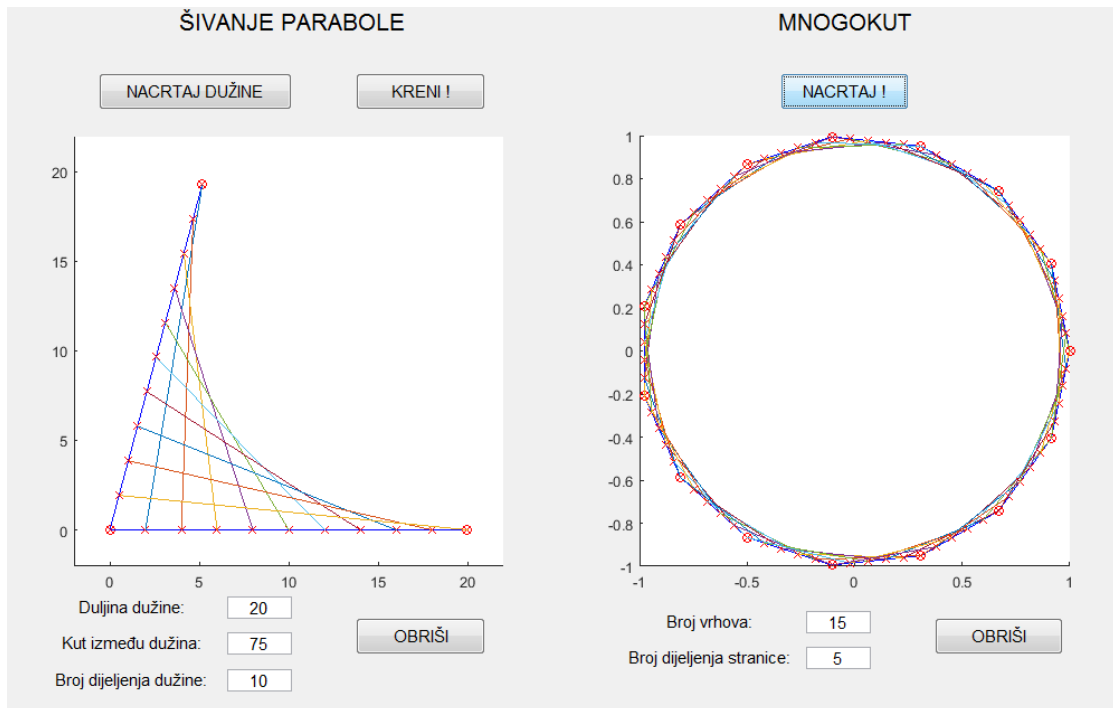 ŠIVANJE PARABOLE
NACRTAJ DUŽINE KRENI !
20
15
10
5
0
0 5 10 15 20
Duljina dužine: 20
Kut između dužina: 75
Broj dijeljenja dužine: 10
OBRIŠI
MNOGOKUT
NACRTAJ !
1
0.8
0.6
0.4
0.2
0
-0.2
-0.4
-0.6
-0.8
-1
-1 -0.5 0 0.5 1
Broj vrhova: 15
Broj dijeljenja stranice: 5
OBRIŠI